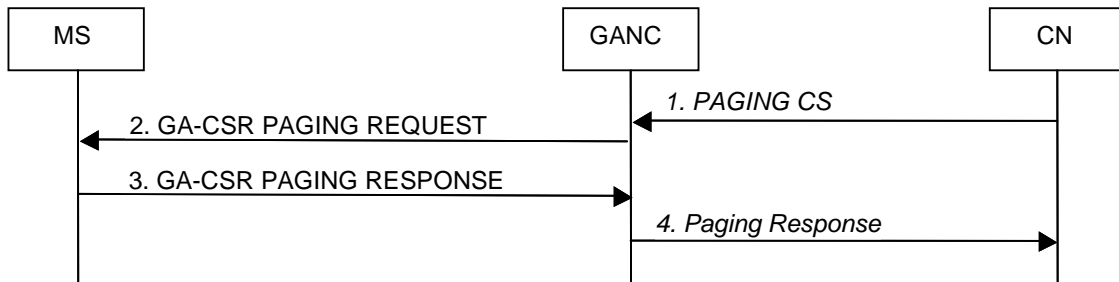 MS
GANC
CN
1. PAGING CS
2. GA-CSR PAGING REQUEST
3. GA-CSR PAGING RESPONSE
4. Paging Response